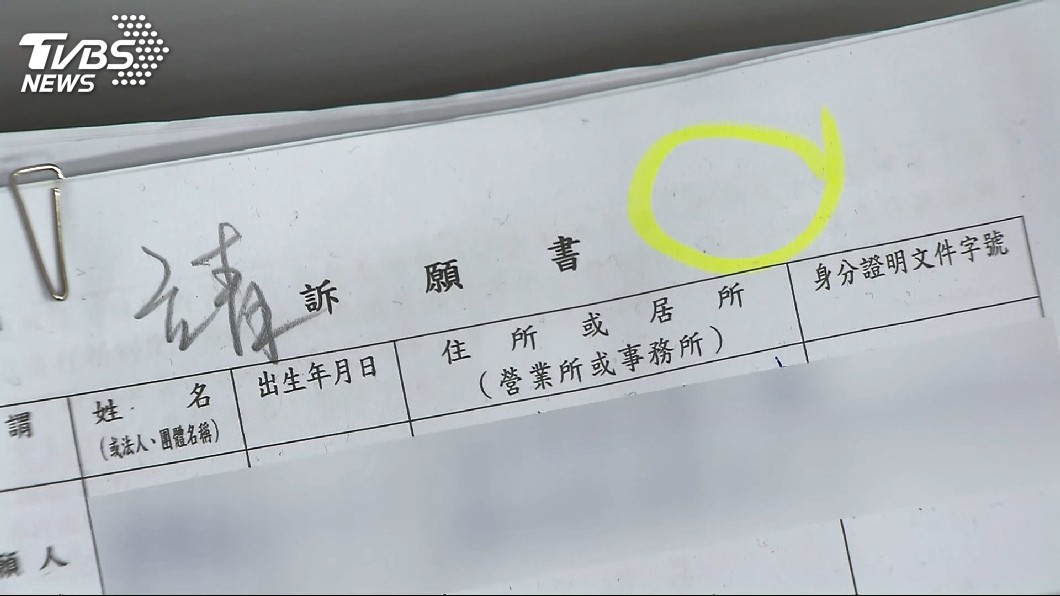 TVBS
NEWS
請
訴願書
謂
姓名
(或法人、團體名稱)
出生年月日
住所或居所
(營業所或事務所)
身分證明文件字號
願人